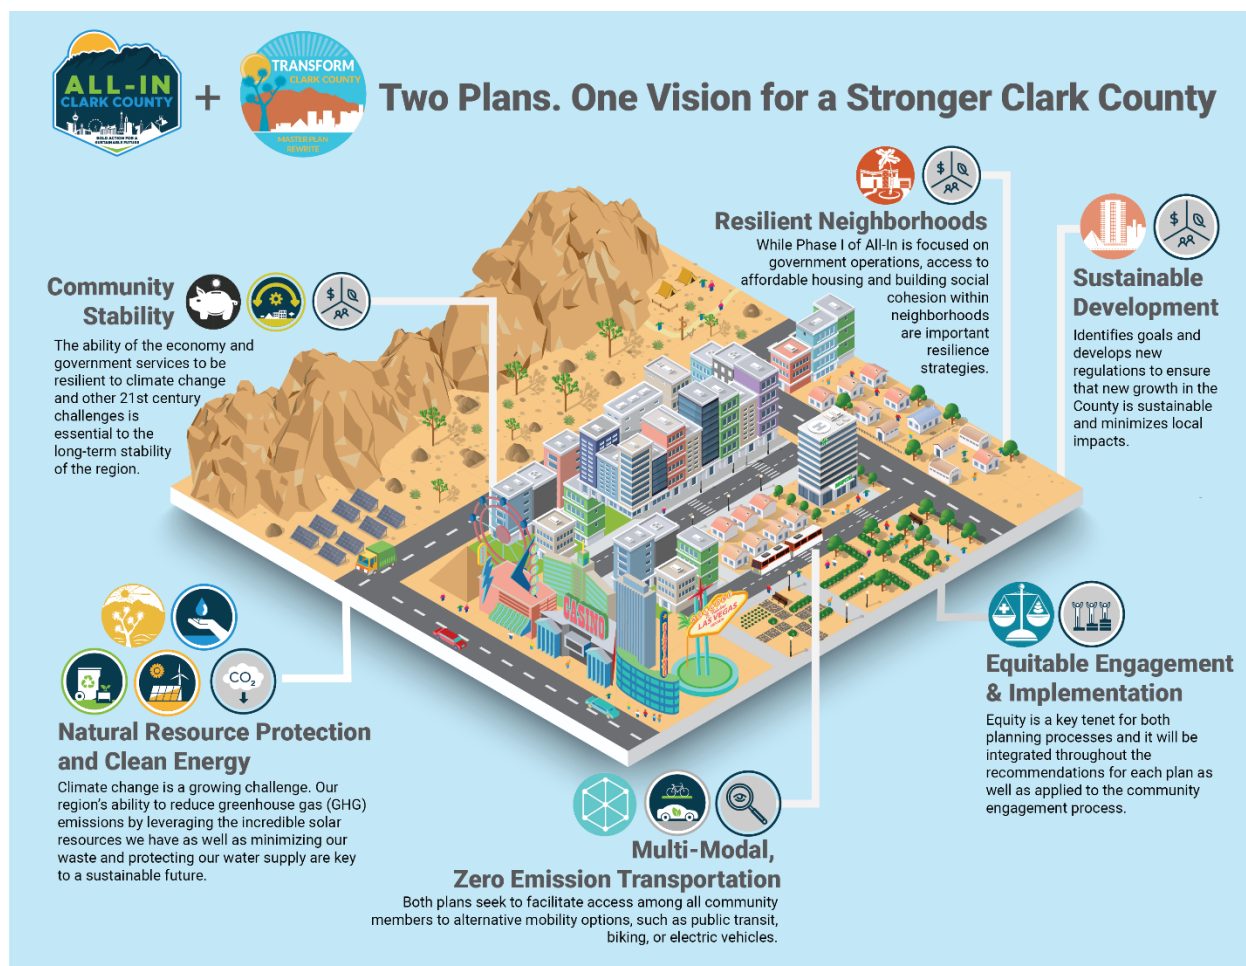 ALL-IN
CLARK COUNTY
BOLD ACTION FOR A
SUSTAINABLE FUTURE
+
TRANSFORM
CLARK COUNTY
MASTER PLAN
REWRITE
Two Plans. One Vision for a Stronger Clark County
Resilient Neighborhoods
While Phase I of All-In is focused on
government operations, access to
affordable housing and building social
cohesion within
neighborhoods
are important
resilience
strategies.
Sustainable
Development
Identifies goals and
develops new
regulations to ensure
that new growth in the
County is sustainable
and minimizes local
impacts.
Community
Stability
The ability of the economy and
government services to be
resilient to climate change
and other 21st century
challenges is
essential to the
long-term stability
of the region.
$
$
$
H
HOSPITAL
CASINO
LAS VEGAS
CO2
Natural Resource Protection
and Clean Energy
Climate change is a growing challenge. Our
region's ability to reduce greenhouse gas (GHG)
emissions by leveraging the incredible solar
resources we have as well as minimizing our
waste and protecting our water supply are key
to a sustainable future.
Equitable Engagement
& Implementation
Equity is a key tenet for both
planning processes and it will be
integrated throughout the
recommendations for each plan as
well as applied to the community
engagement process.
Multi-Modal,
Zero Emission Transportation
Both plans seek to facilitate access among all community
members to alternative mobility options, such as public transit,
biking, or electric vehicles.